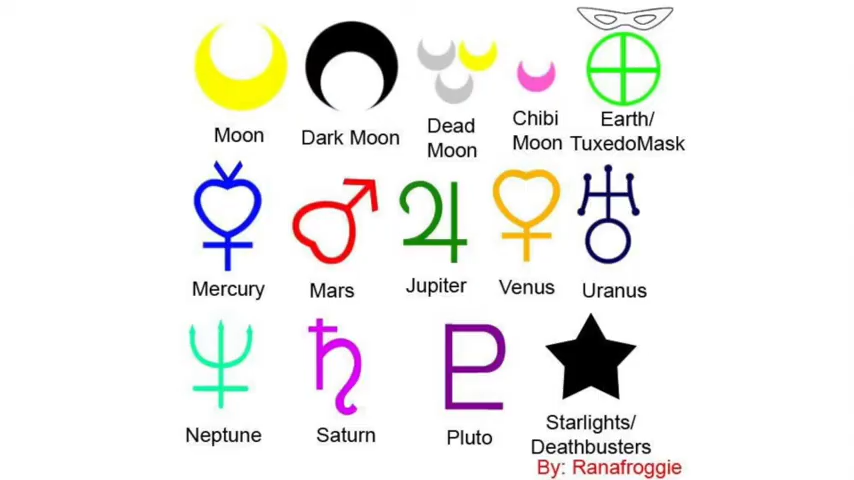 Moon
Dark Moon
Dead
Moon
Chibi
Moon
Earth/
TuxedoMask
Mercury
Mars
Jupiter
Venus
Uranus
Neptune
Saturn
Pluto
Starlights/
Deathbusters
By: Ranafroggie